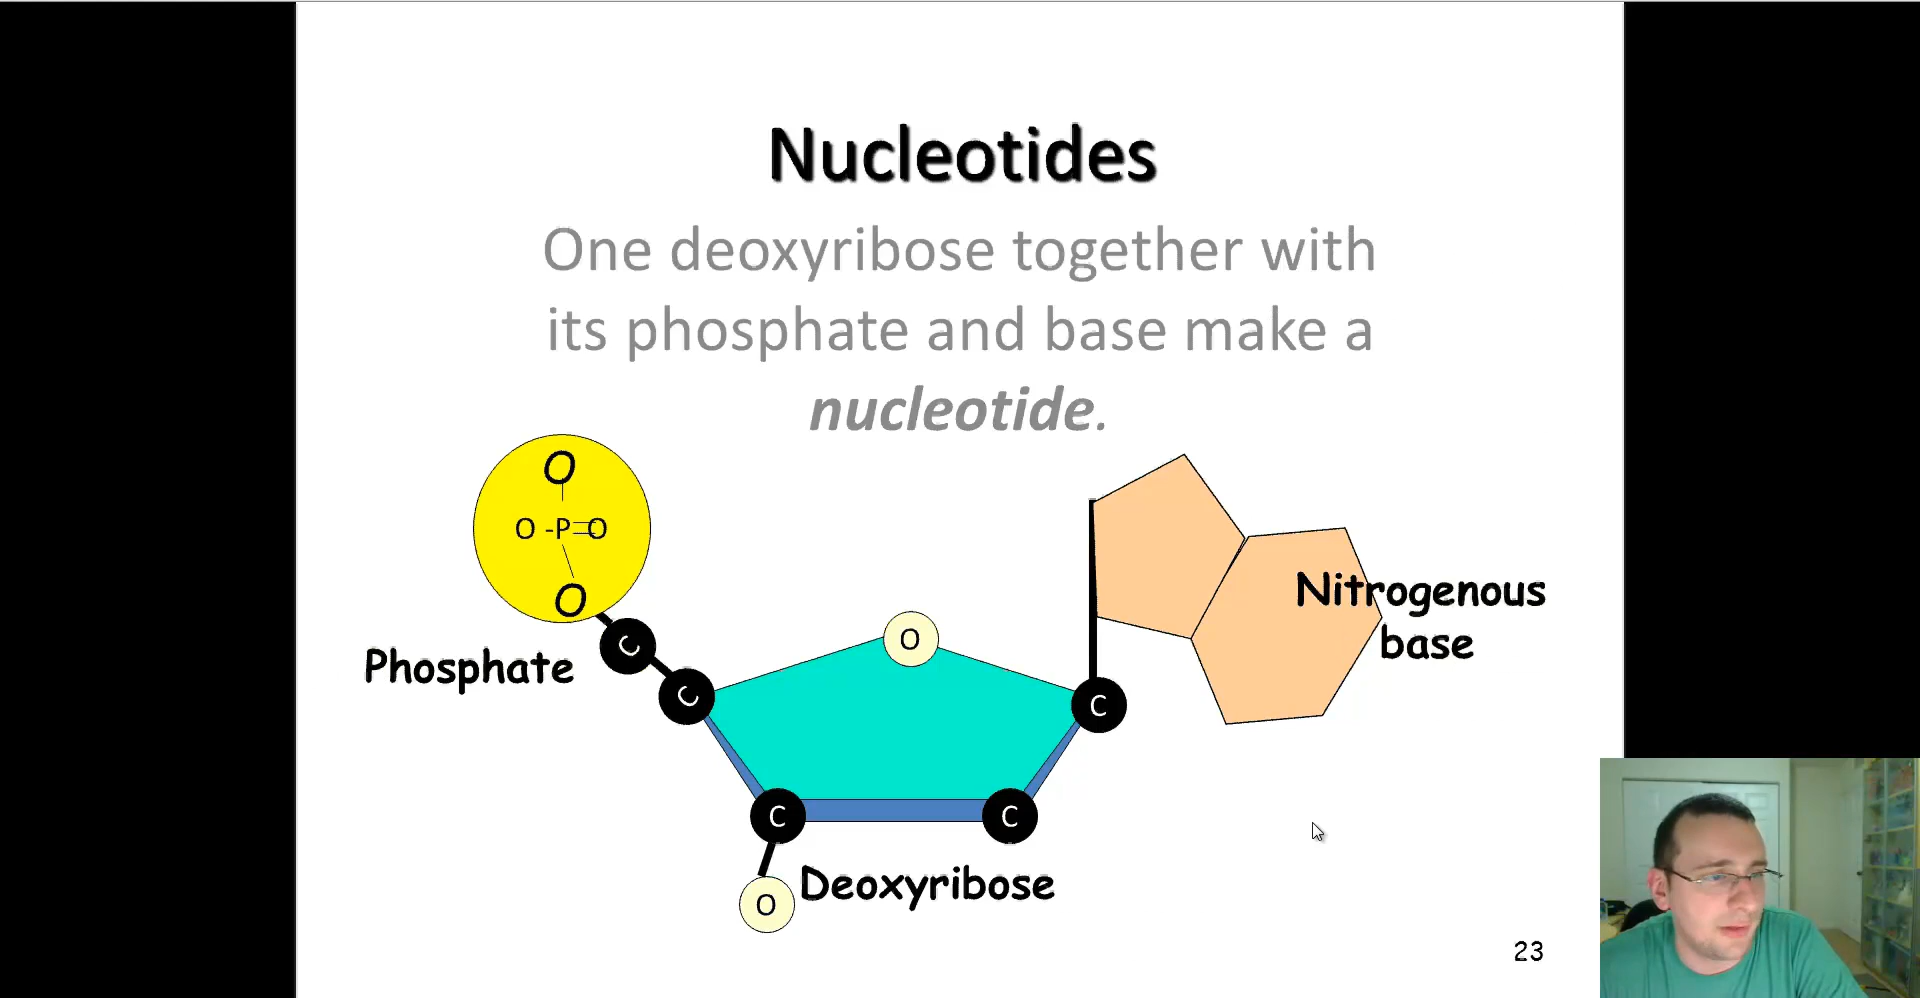 Nucleotides
One deoxyribose together with
its phosphate and base make a
nucleotide.
O
O -P=O
O
C
Phosphate
C
O
C
Nitrogenous
base
C
C
O
Deoxyribose
23